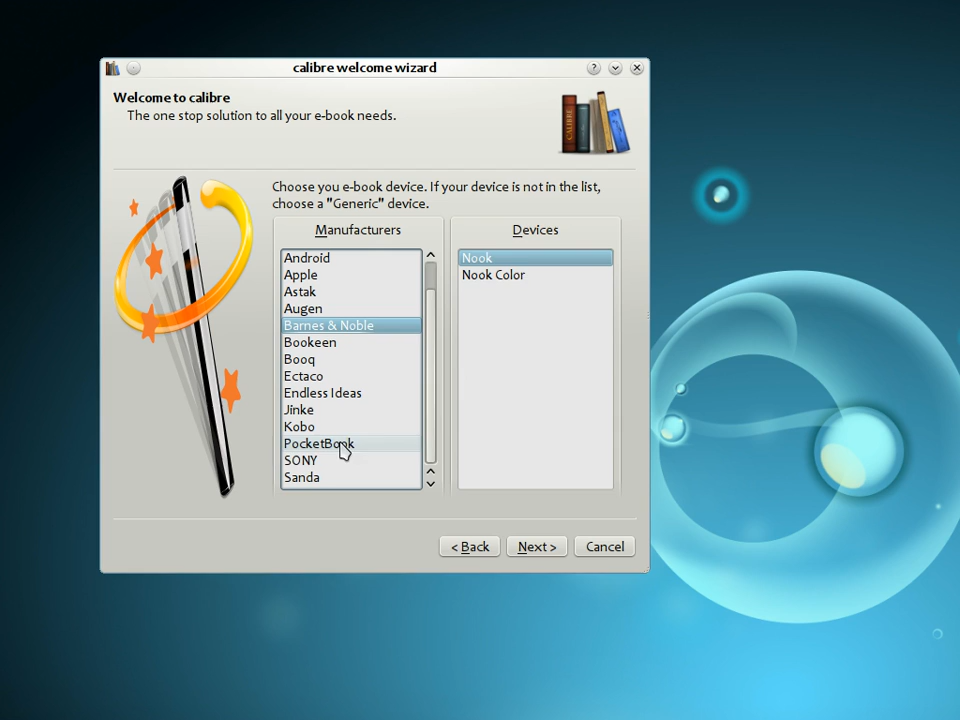 calibre welcome wizard
Welcome to calibre
The one stop solution to all your e-book needs.
CALIBRE
Choose you e-book device. If your device is not in the list,
choose a "Generic" device.
Manufacturers
Devices
Android
Apple
Astak
Augen
Barnes & Noble
Bookeen
Booq
Ectaco
Endless Ideas
Jinke
Kobo
PocketBook
SONY
Sanda
Nook
Nook Color
< Back
Next >
Cancel